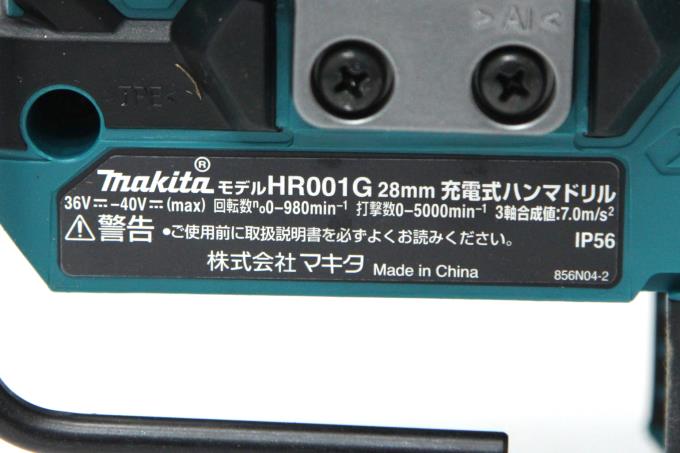 >AI<
TPE<
makita® モデルHR001G 28mm 充電式ハンマドリル
36V⎓-40V⎓(max) 回転数n₀0-980min⁻¹ 打撃数0-5000min⁻¹ 3軸合成値:7.0m/s²
⚠警告 •ご使用前に取扱説明書を必ずよくお読みください。 IP56
株式会社 マキタ Made in China 856N04-2